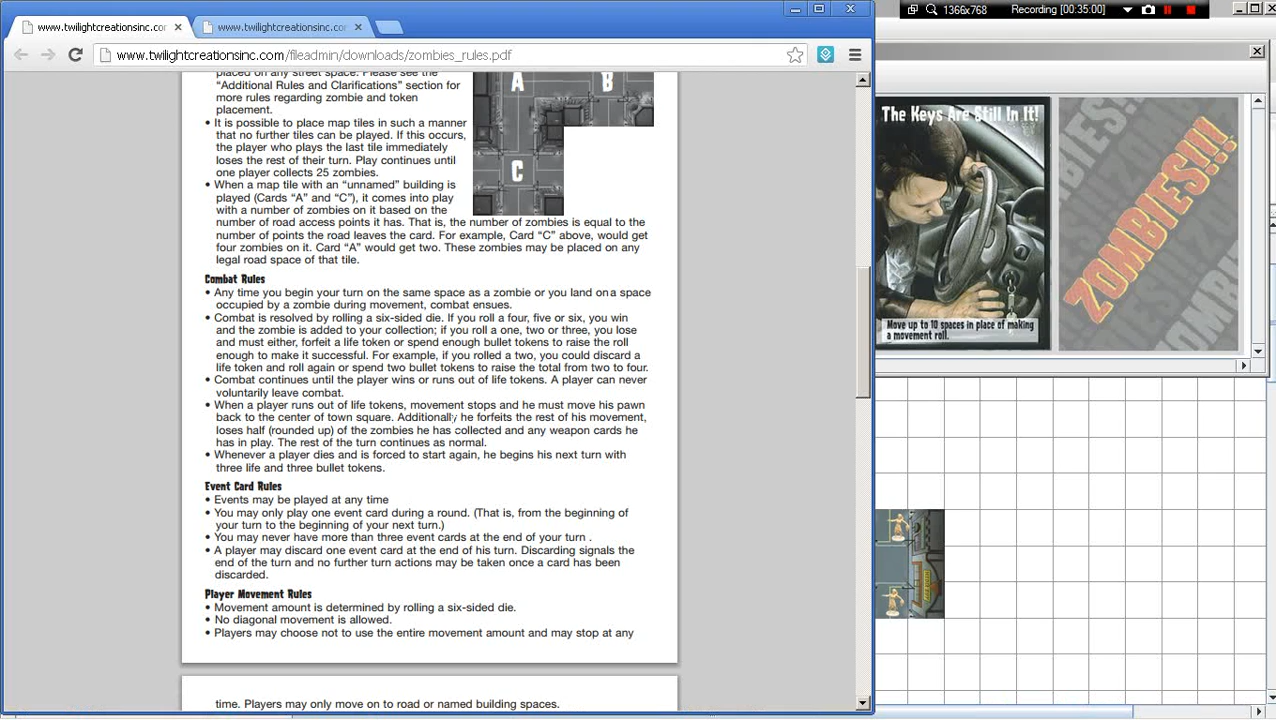 www.twilightcreationsinc.com/
www.twilightcreationsinc.com/
1366x768
Recording [00:35:00]
www.twilightcreationsinc.com/fileadmin/downloads/zombies_rules.pdf
placed on any street space. Please see the
"Additional Rules and Clarifications" section for
more rules regarding zombie and token
placement.
• It is possible to place map tiles in such a manner
that no further tiles can be played. If this occurs,
the player who plays the last tile immediately
loses the rest of their turn. Play continues until
one player collects 25 zombies.
• When a map tile with an "unnamed" building is
played (Cards "A" and "C"), it comes into play
with a number of zombies on it based on the
number of road access points it has. That is, the number of zombies is equal to the
number of points the road leaves the card. For example, Card "C" above, would get
four zombies on it. Card "A" would get two. These zombies may be placed on any
legal road space of that tile.
A
B
C
Combat Rules
• Any time you begin your turn on the same space as a zombie or you land on a space
occupied by a zombie during movement, combat ensues.
• Combat is resolved by rolling a six-sided die. If you roll a four, five or six, you win
and the zombie is added to your collection; if you roll a one, two or three, you lose
and must either, forfeit a life token or spend enough bullet tokens to raise the roll
enough to make it successful. For example, if you rolled a two, you could discard a
life token and roll again or spend two bullet tokens to raise the total from two to four.
• Combat continues until the player wins or runs out of life tokens. A player can never
voluntarily leave combat.
• When a player runs out of life tokens, movement stops and he must move his pawn
back to the center of town square. Additionally he forfeits the rest of his movement,
loses half (rounded up) of the zombies he has collected and any weapon cards he
has in play. The rest of the turn continues as normal.
• Whenever a player dies and is forced to start again, he begins his next turn with
three life and three bullet tokens.
Event Card Rules
• Events may be played at any time
• You may only play one event card during a round. (That is, from the beginning of
your turn to the beginning of your next turn.)
• You may never have more than three event cards at the end of your turn .
• A player may discard one event card at the end of his turn. Discarding signals the
end of the turn and no further turn actions may be taken once a card has been
discarded.
Player Movement Rules
• Movement amount is determined by rolling a six-sided die.
• No diagonal movement is allowed.
• Players may choose not to use the entire movement amount and may stop at any
time. Players may only move on to road or named building spaces.
The Keys Are Still In It!
Move up to 10 spaces in place of making
a movement roll.
ZOMBIES!!!